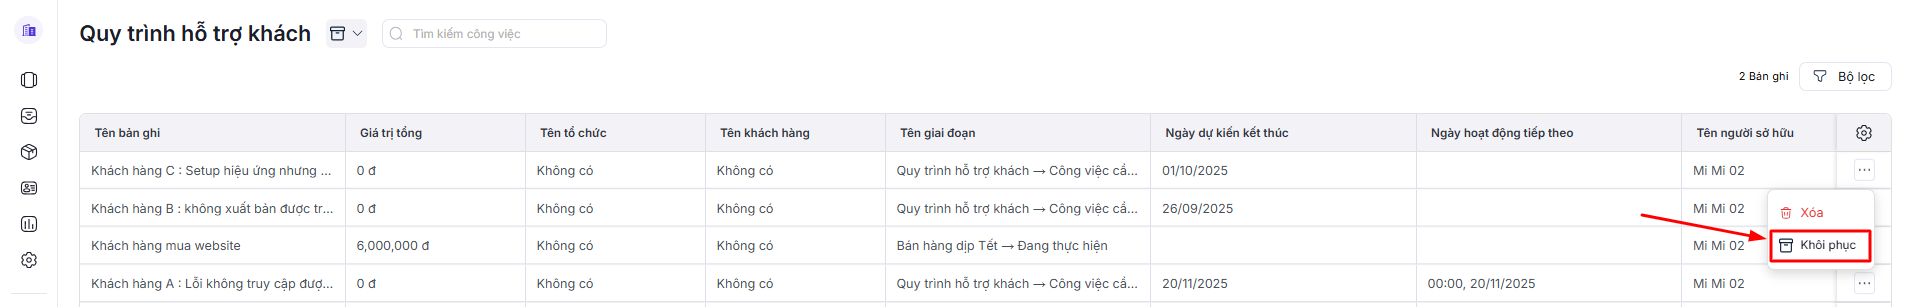 Quy trình hỗ trợ khách
Tìm kiếm công việc
2 Bản ghi
Bộ lọc
Tên bản ghi Giá trị tổng Tên tổ chức Tên khách hàng Tên giai đoạn Ngày dự kiến kết thúc Ngày hoạt động tiếp theo Tên người sở hữu
Khách hàng C : Setup hiệu ứng nhưng ... 0 đ Không có Không có Quy trình hỗ trợ khách → Công việc cầ... 01/10/2025 Mi Mi 02
Khách hàng B : không xuất bản được tr... 0 đ Không có Không có Quy trình hỗ trợ khách → Công việc cầ... 26/09/2025 Mi Mi 02
Xóa
Khách hàng mua website 6,000,000 đ Không có Không có Bán hàng dịp Tết → Đang thực hiện Mi Mi 02
Khôi phục
Khách hàng A : Lỗi không truy cập đượ... 0 đ Không có Không có Quy trình hỗ trợ khách → Công việc cầ... 20/11/2025 00:00, 20/11/2025 Mi Mi 02